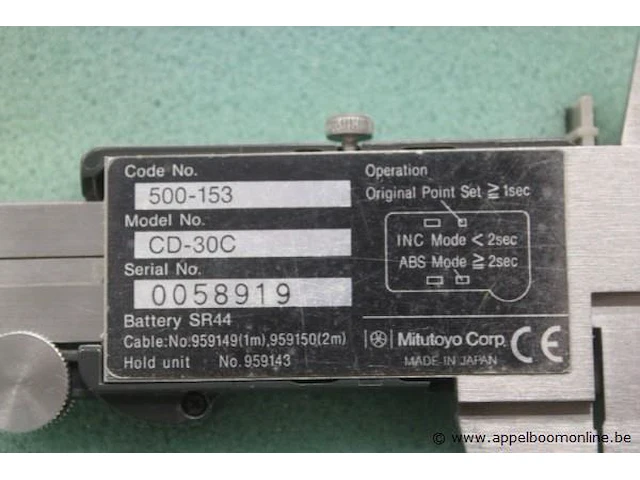 Code No.
500-153
Model No.
CD-30C
Serial No.
0058919
Battery SR44
Cable:No.959149(1m),959150(2m)
Hold unit No.959143
Operation
Original Point Set ≧ 1sec
INC Mode < 2sec
ABS Mode ≧ 2sec
Mitutoyo Corp.
MADE IN JAPAN
CE
© www.appelboomonline.be